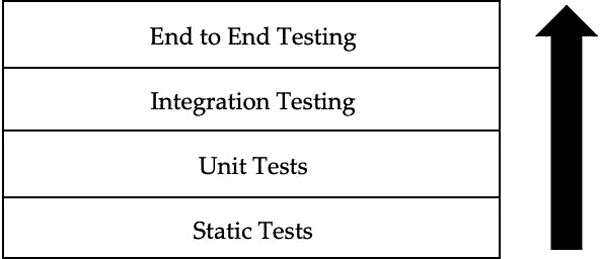 End to End Testing
Integration Testing
Unit Tests
Static Tests